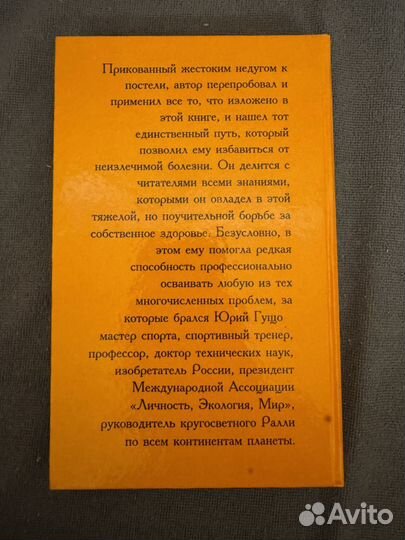 Прикованный жестоким недугом к
постели, автор перепробовал и
применил все то, что изложено в
этой книге, и нашел тот
единственный путь, который
позволил ему избавиться от
неизлечимой болезни. Он делится с
читателями всеми знаниями,
которыми он овладел в этой
тяжелой, но поучительной борьбе за
собственное здоровье. Безусловно, в
этом ему помогла редкая
способность профессионально
осваивать любую из тех
многочисленных проблем, за
которые брался Юрий Гущо
мастер спорта, спортивный тренер,
профессор, доктор технических наук,
изобретатель России, президент
Международной Ассоциации
«Личность, Экология, Мир»,
руководитель кругосветного Ралли
по всем континентам планеты.
Avito